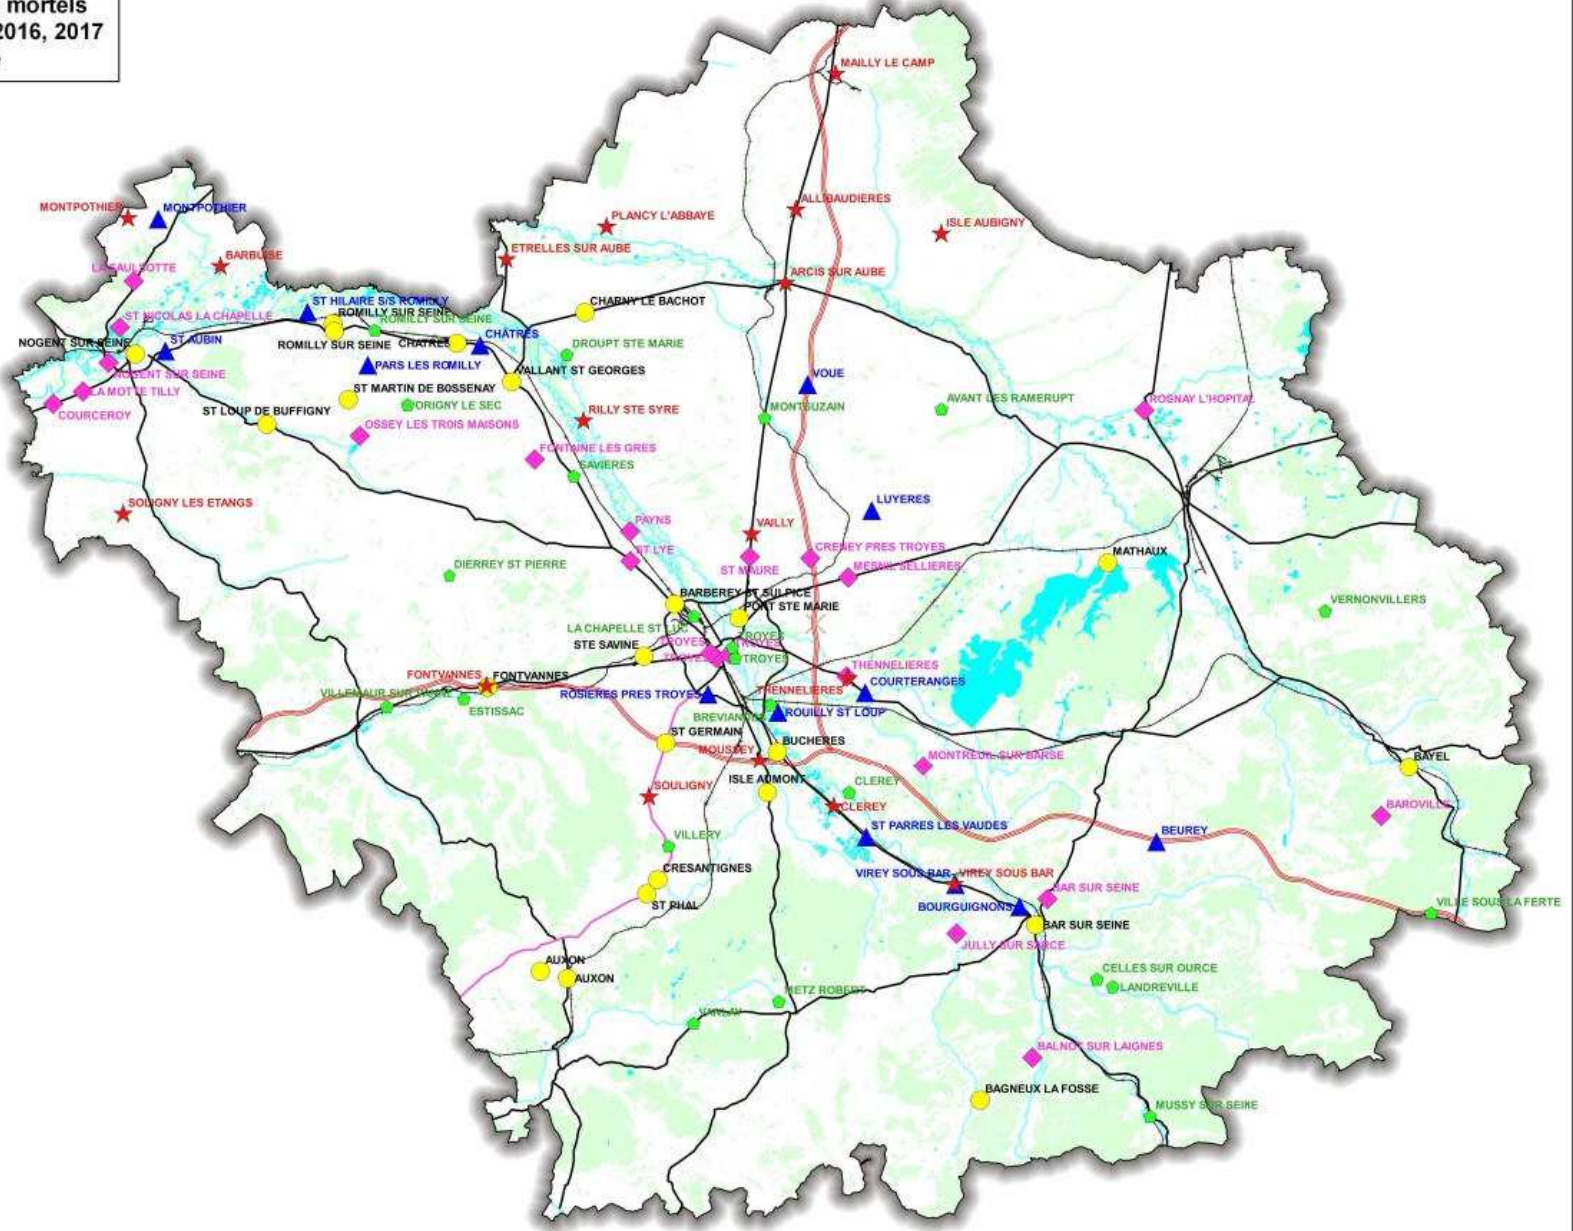 mortels
2016, 2017
MAILLY LE CAMP
MONTPOTHIER
MONTPOTHIER
ALLIBAUDIERES
PLANCY L'ABBAYE
ISLE AUBIGNY
ETRELLES SUR AUBE
BARBUISE
LA SAULSOTTE
ARCIS SUR AUBE
ST HILAIRE S/S ROMILLY
CHARNY LE BACHOT
ROMILLY SUR SEINE
ST NICOLAS LA CHAPELLE
ROMILLY SUR SEINE
NOGENT SUR SEINE
ST AUBIN
ROMILLY SUR SEINE
CHATRES
CHATRES
DROUPT STE MARIE
PARS LES ROMILLY
NOGENT SUR SEINE
VALLANT ST GEORGES
VOUE
LA MOTTE TILLY
ST MARTIN DE BOSSENAY
AVANT LES RAMERUPT
ROSNAY L'HOPITAL
COURCEROY
ST LOUP DE BUFFIGNY
ORIGNY LE SEC
RILLY STE SYRE
MONTSUZAIN
OSSEY LES TROIS MAISONS
FONTAINE LES GRES
SAVIERES
SOLIGNY LES ETANGS
LUYERES
PAYNS
VAILLY
ST LYE
CRENEY PRES TROYES
MATHAUX
DIERREY ST PIERRE
ST MAURE
MESNIL SELLIERES
BARBEREY ST SULPICE
PONT STE MARIE
VERNONVILLERS
LA CHAPELLE ST LUC
TROYES
STE SAVINE
TROYES
TROYES
TROYES
TROYES
THENNELIERES
FONTVANNES
FONTVANNES
COURTERANGES
VILLEMAUR SUR VANNE
ROSIERES PRES TROYES
THENNELIERES
ESTISSAC
BREVIANDES
ROUILLY ST LOUP
ST GERMAIN
BUCHERES
MOUSSEY
MONTREUIL SUR BARSE
BAYEL
SOULIGNY
ISLE AUMONT
CLEREY
CLEREY
BAROVILLE
ST PARRES LES VAUDES
BEUREY
VILLERY
CRESANTIGNES
VIREY SOUS BAR
VIREY SOUS BAR
BAR SUR SEINE
ST PHAL
BOURGUIGNONS
VILLE SOUS LA FERTE
BAR SUR SEINE
JULLY SUR SARCE
AUXON
AUXON
CELLES SUR OURCE
LANDREVILLE
METZ ROBERT
VANLAY
BALNOT SUR LAIGNES
BAGNEUX LA FOSSE
MUSSY SUR SEINE